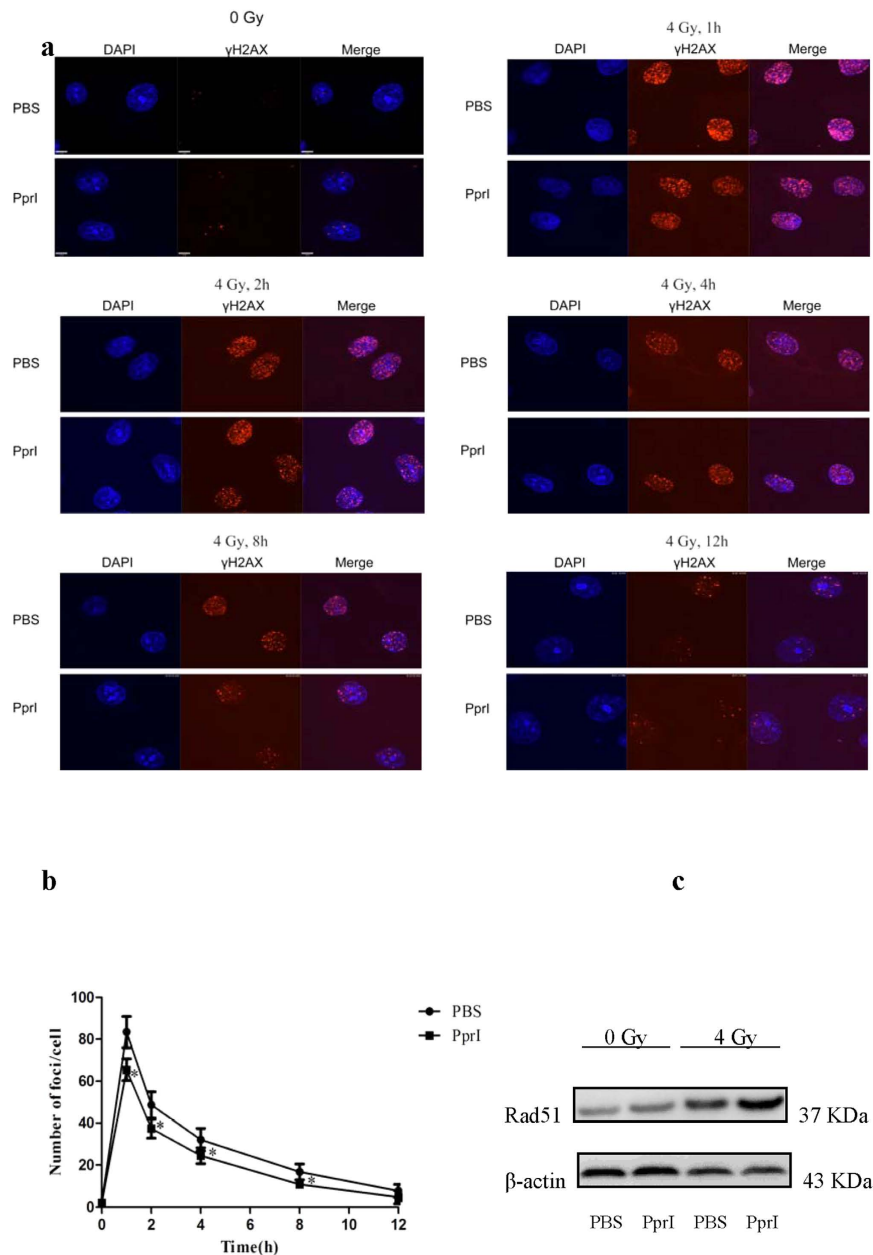 a
0 Gy
DAPI γH2AX Merge
PBS
PprI
4 Gy, 1h
DAPI γH2AX Merge
PBS
PprI
4 Gy, 2h
DAPI γH2AX Merge
PBS
PprI
4 Gy, 4h
DAPI γH2AX Merge
PBS
PprI
4 Gy, 8h
DAPI γH2AX Merge
PBS
PprI
4 Gy, 12h
DAPI γH2AX Merge
PBS
PprI
b
Number of foci/cell
100
80
60
40
20
0
0 2 4 6 8 10 12
Time(h)
PBS
PprI
*
*
*
*
c
0 Gy 4 Gy
Rad51 37 KDa
β-actin 43 KDa
PBS PprI PBS PprI